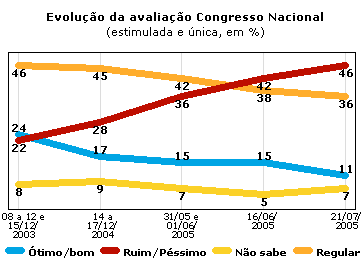 Evolução da avaliação Congresso Nacional
(estimulada e única, em %)
46 45 42 38 36
22 28 36 42 46
24 17 15 15 11
8 9 7 5 7
08 a 12 e 14 a 31/05 e 16/06/ 21/07/
15/12/ 17/12/ 01/06/ 2005 2005
2003 2004 2005
Ótimo/bom Ruim/Péssimo Não sabe Regular